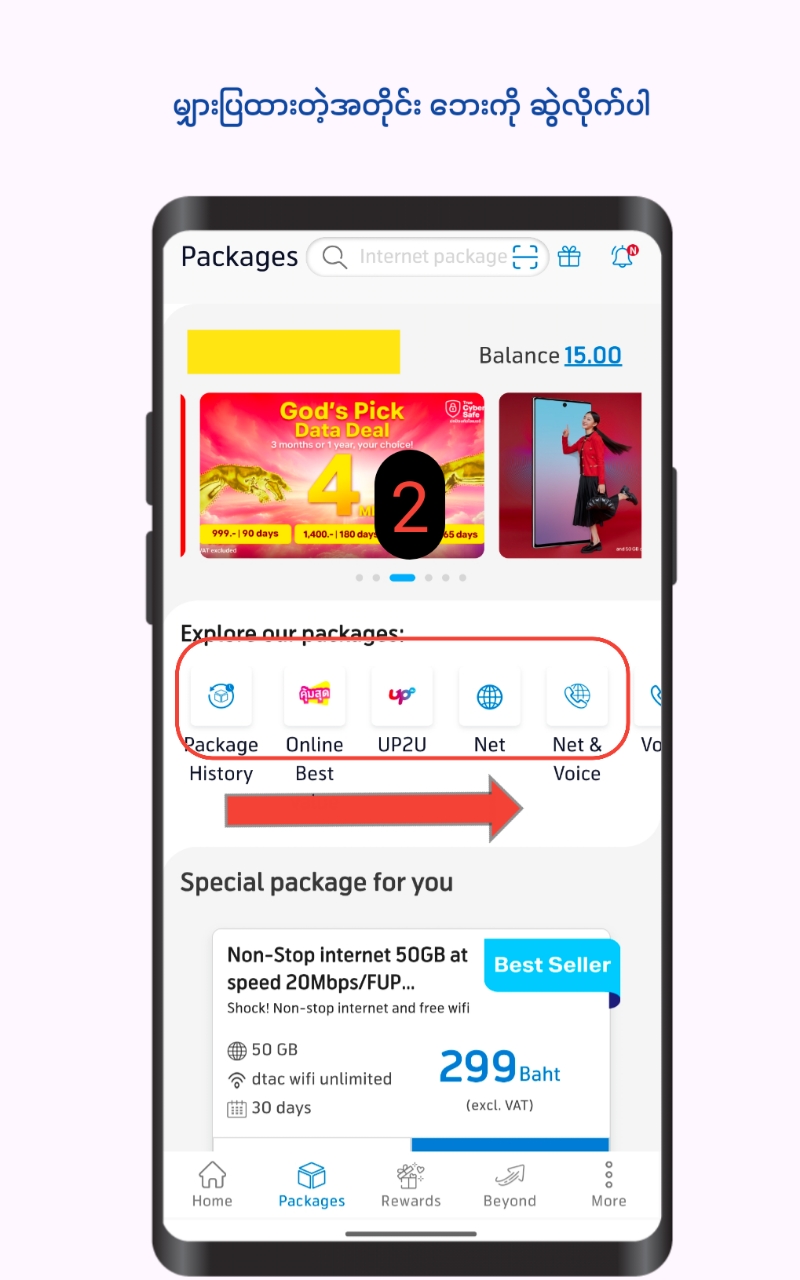 မျှားပြထားတဲ့အတိုင်း ဘေးကို ဆွဲလိုက်ပါ
Packages
Internet package
N
Balance 15.00
God's Pick
Data Deal
3 months or 1 year, your choice!
4
True Cyber Safe
999.-| 90 days
1,400.-| 180 days
65 days
VAT excluded
2
Explore our packages:
คุ้มสุด
up
Package History
Online Best
UP2U
Net
Net & Voice
Vo
Special package for you
Non-Stop internet 50GB at
speed 20Mbps/FUP...
Best Seller
Shock! Non-stop internet and free wifi
50 GB
dtac wifi unlimited
30 days
299 Baht
(excl. VAT)
Home
Packages
Rewards
Beyond
More